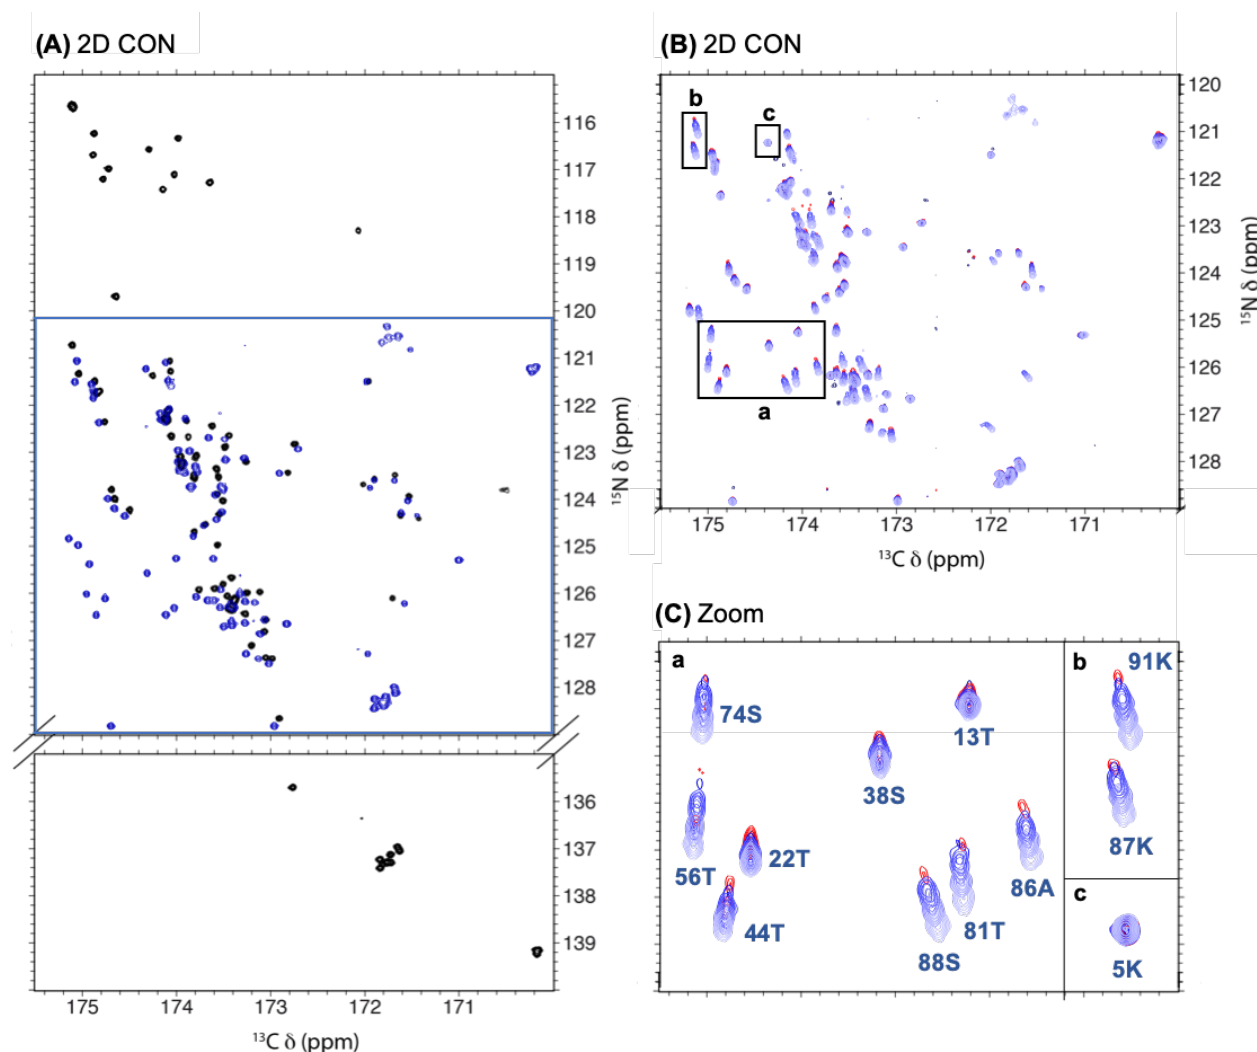 (A) 2D CON
116
117
118
119
120
121
122
123
124
125
126
127
128
136
137
138
139
¹⁵N δ (ppm)
175 174 173 172 171
¹³C δ (ppm)
(B) 2D CON
b
c
a
120
121
122
123
124
125
126
127
128
¹⁵N δ (ppm)
175 174 173 172 171
¹³C δ (ppm)
(C) Zoom
a
74S
13T
38S
56T
22T
44T
86A
81T
88S
b
91K
87K
c
5K